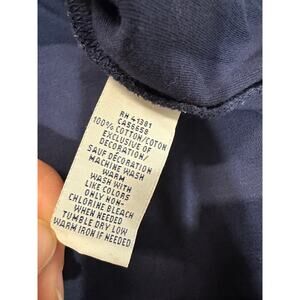 RN 41381
CA56658
100% COTTON/COTON
EXCLUSIVE OF
DECORATION/
SAUF DÉCORATION
MACHINE WASH
WARM
WASH WITH
LIKE COLORS
ONLY NON-
CHLORINE BLEACH
WHEN NEEDED
TUMBLE DRY LOW
WARM IRON IF NEEDED